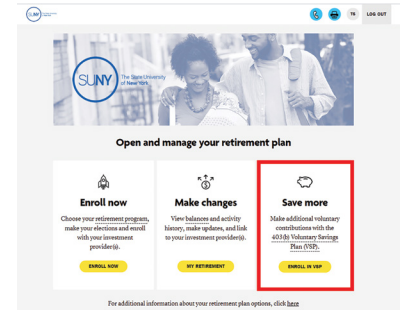 SUNY
TS LOG OUT
SUNY The State University
of New York
Open and manage your retirement plan
Enroll now
Choose your retirement program,
make your elections and enroll
with your investment
provider(s).
ENROLL NOW
Make changes
View balances and activity
history, make updates, and link
to your investment provider(s).
MY RETIREMENT
Save more
Make additional voluntary
contributions with the
403(b) Voluntary Savings
Plan (VSP).
ENROLL IN VSP
For additional information about your retirement plan options, click here